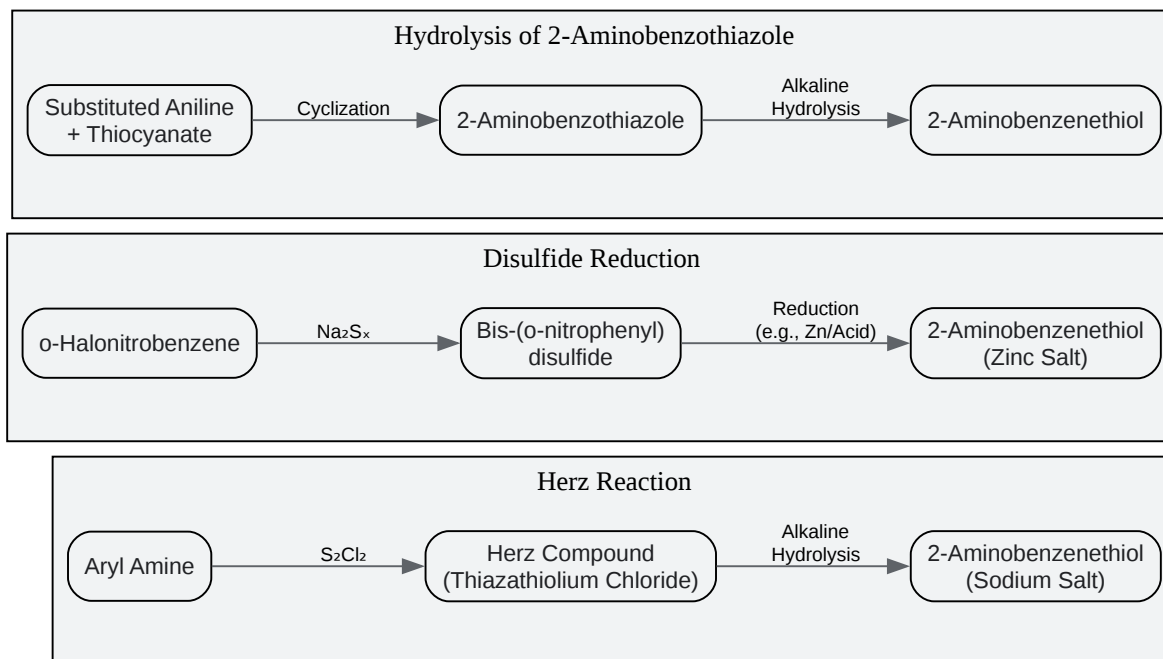 Hydrolysis of 2-Aminobenzothiazole
Substituted Aniline
+ Thiocyanate
Cyclization
2-Aminobenzothiazole
Alkaline
Hydrolysis
2-Aminobenzenethiol
Disulfide Reduction
o-Halonitrobenzene
Na₂Sₓ
Bis-(o-nitrophenyl)
disulfide
Reduction
(e.g., Zn/Acid)
2-Aminobenzenethiol
(Zinc Salt)
Herz Reaction
Aryl Amine
S₂Cl₂
Herz Compound
(Thiazathiolium Chloride)
Alkaline
Hydrolysis
2-Aminobenzenethiol
(Sodium Salt)